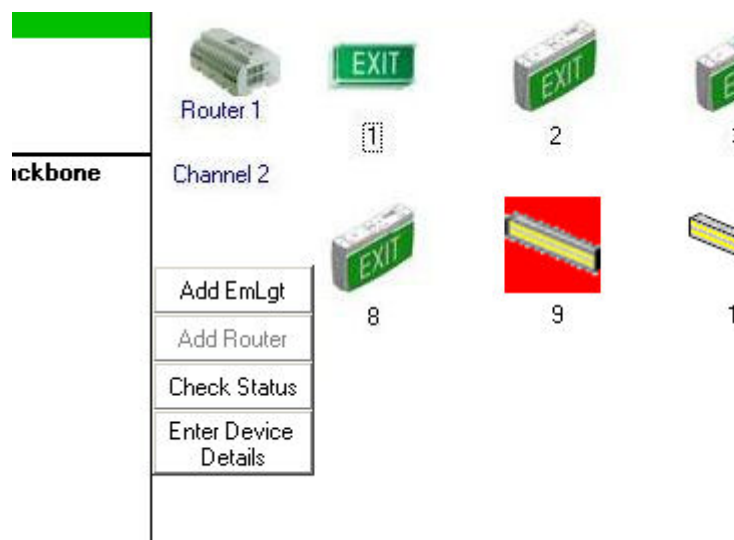 EXIT
EXIT
Router 1
1
2
ckbone
Channel 2
EXIT
8
9
1
Add EmLgt
Add Router
Check Status
Enter Device
Details